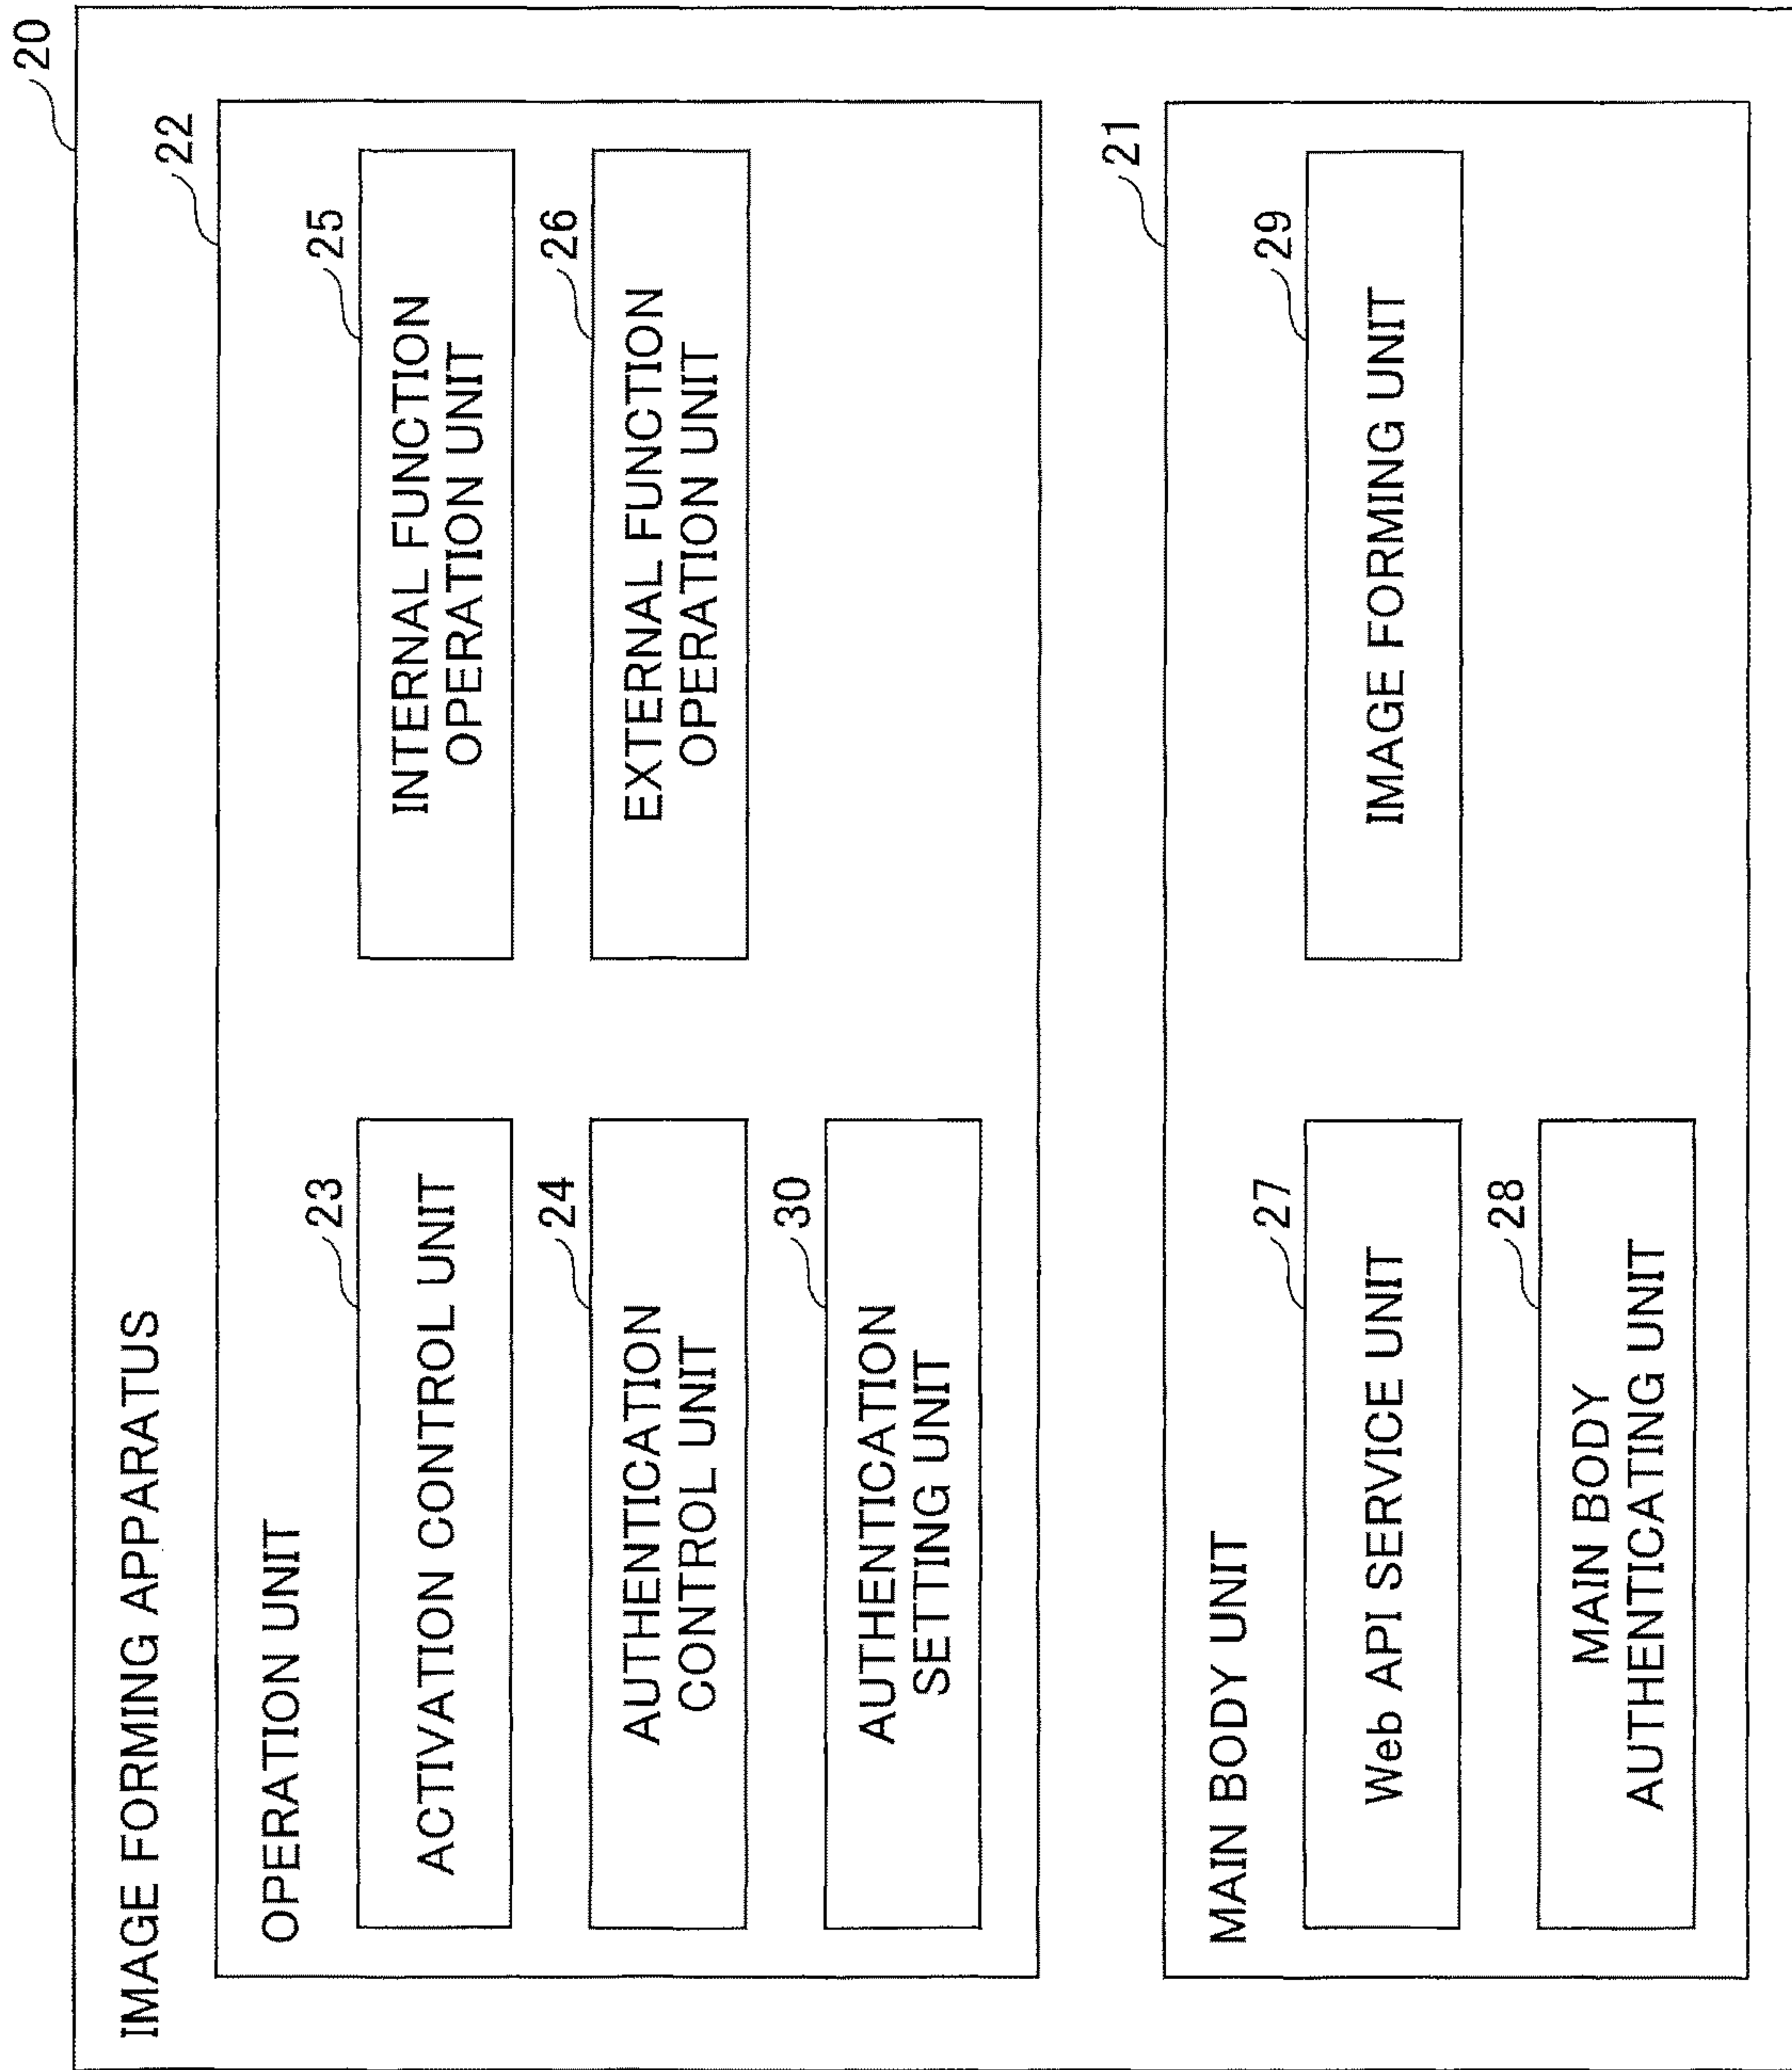 20
IMAGE FORMING APPARATUS
22
OPERATION UNIT
23
ACTIVATION CONTROL UNIT
25
INTERNAL FUNCTION
OPERATION UNIT
24
AUTHENTICATION
CONTROL UNIT
26
EXTERNAL FUNCTION
OPERATION UNIT
30
AUTHENTICATION
SETTING UNIT
21
MAIN BODY UNIT
27
Web API SERVICE UNIT
29
IMAGE FORMING UNIT
28
MAIN BODY
AUTHENTICATING UNIT